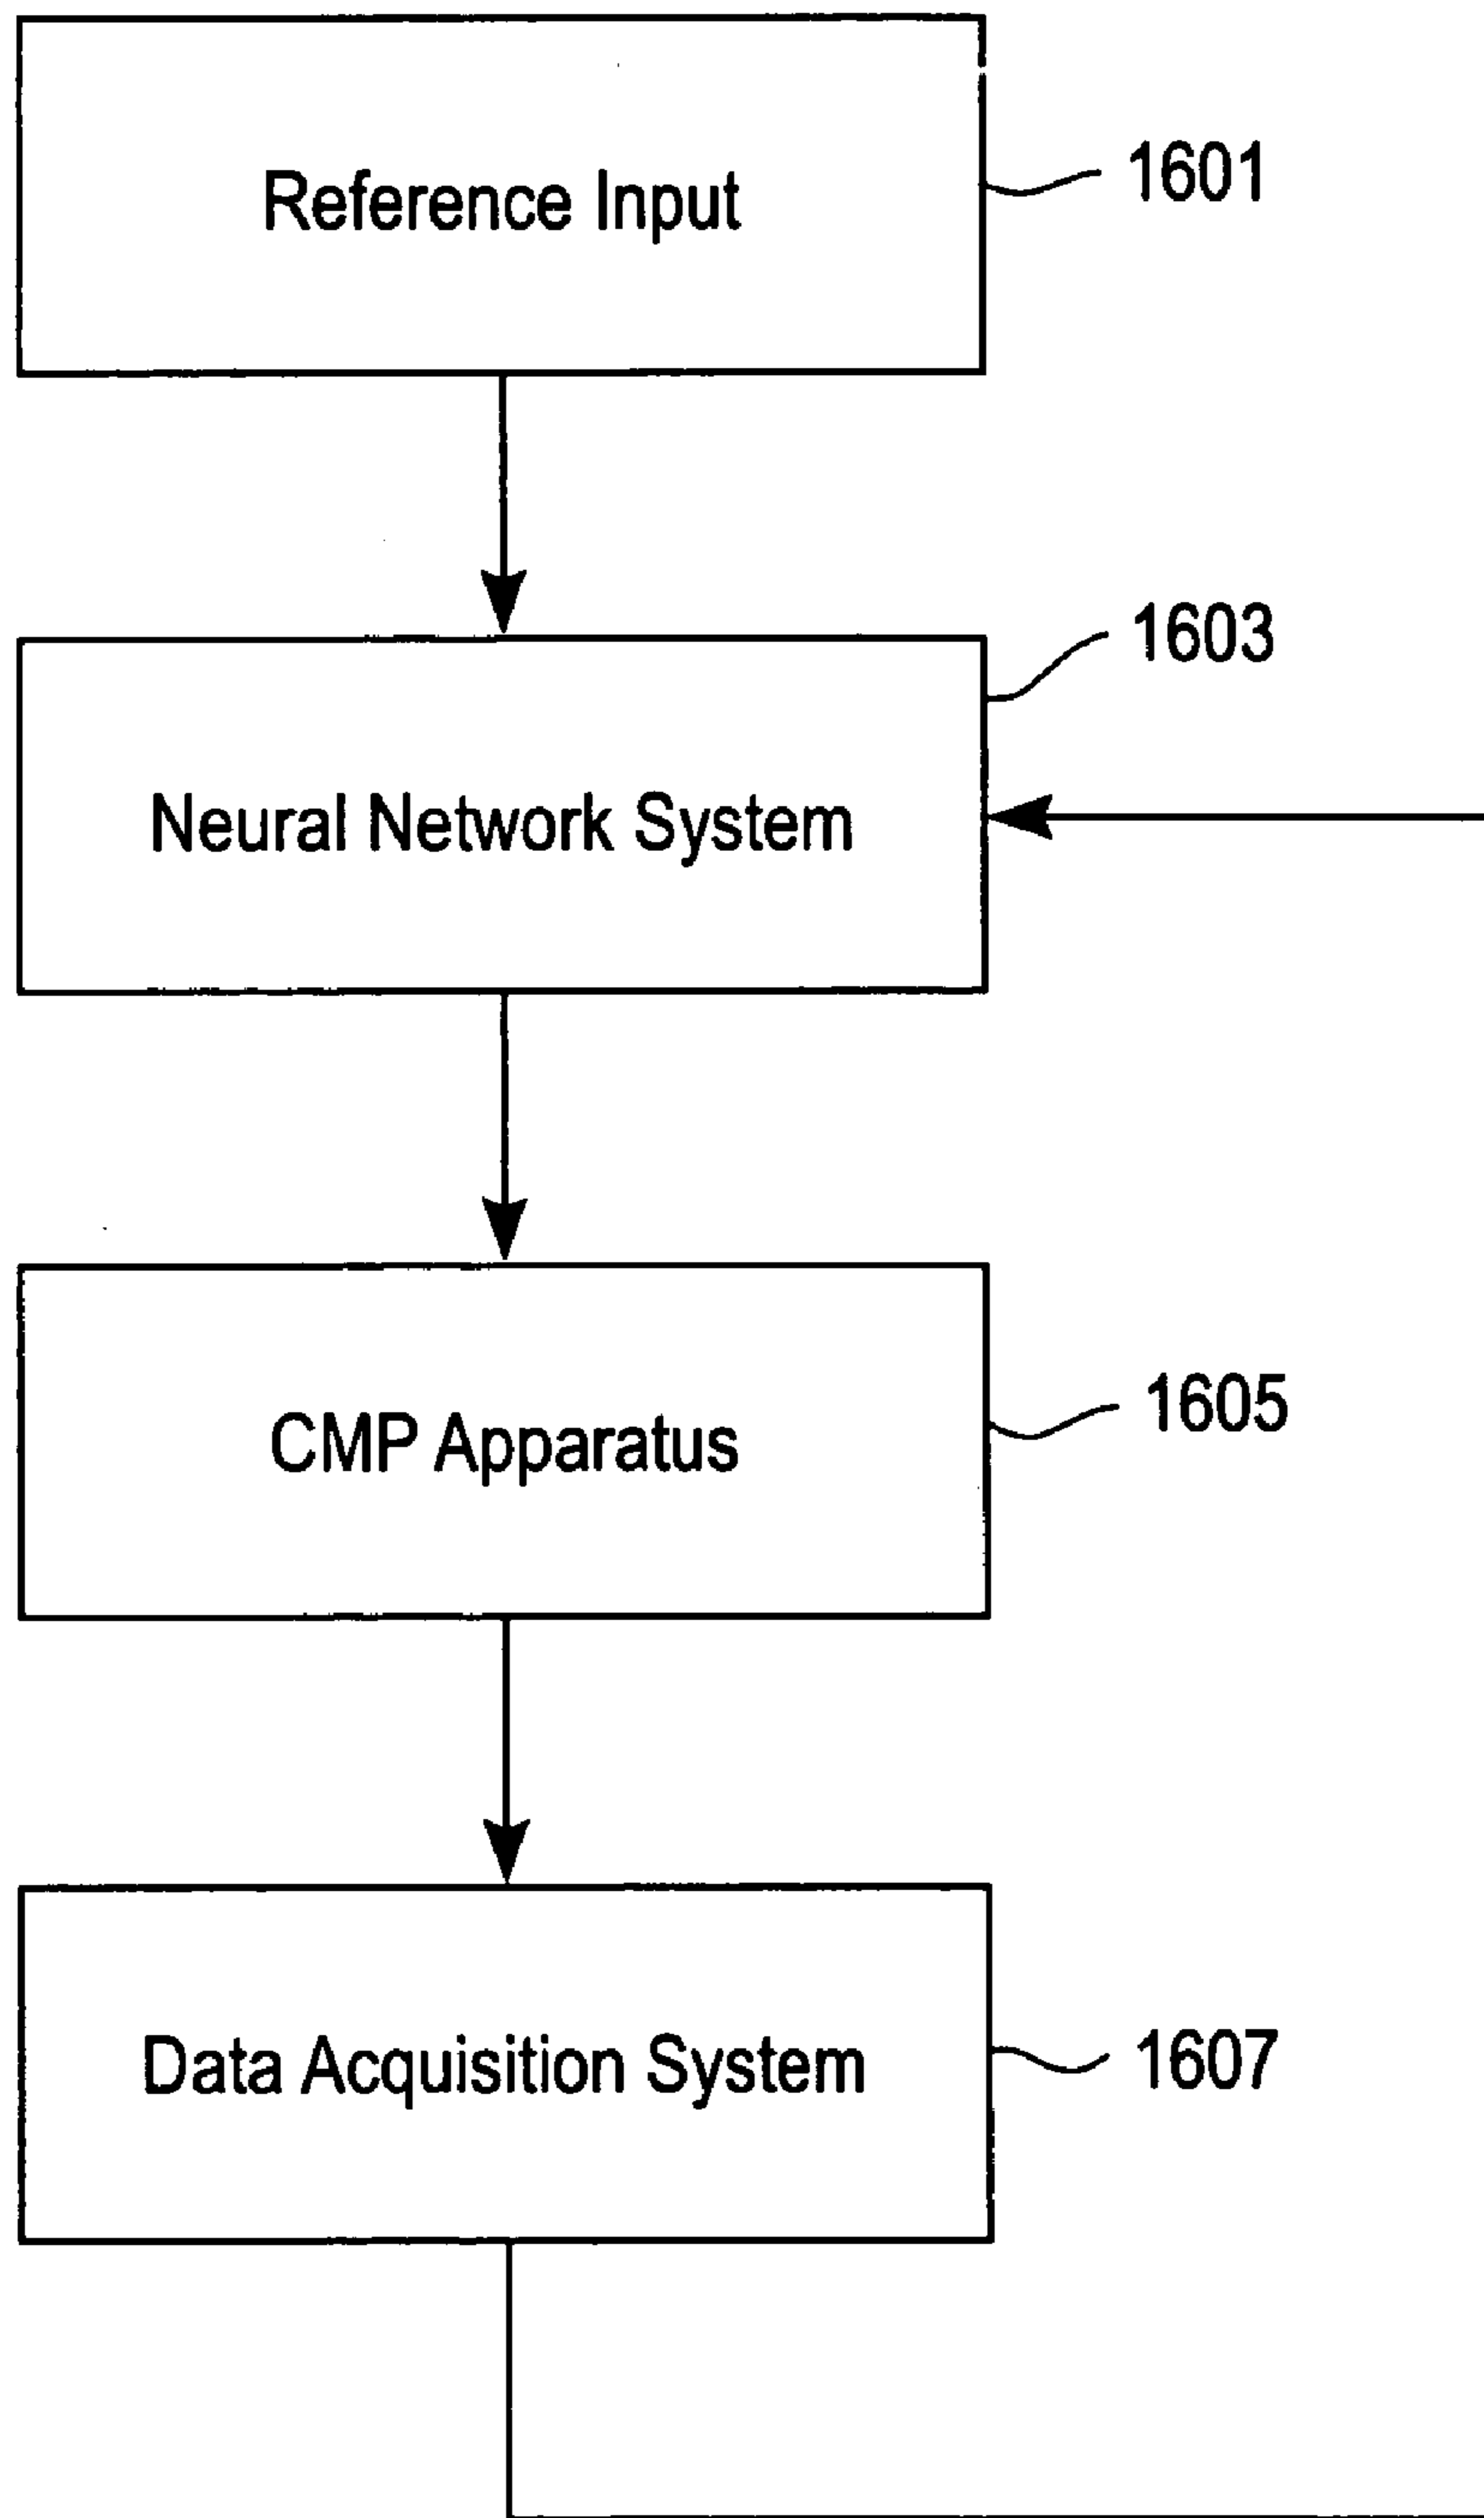 Reference Input
1601
1603
Neural Network System
CMP Apparatus
1605
Data Acquisition System
1607